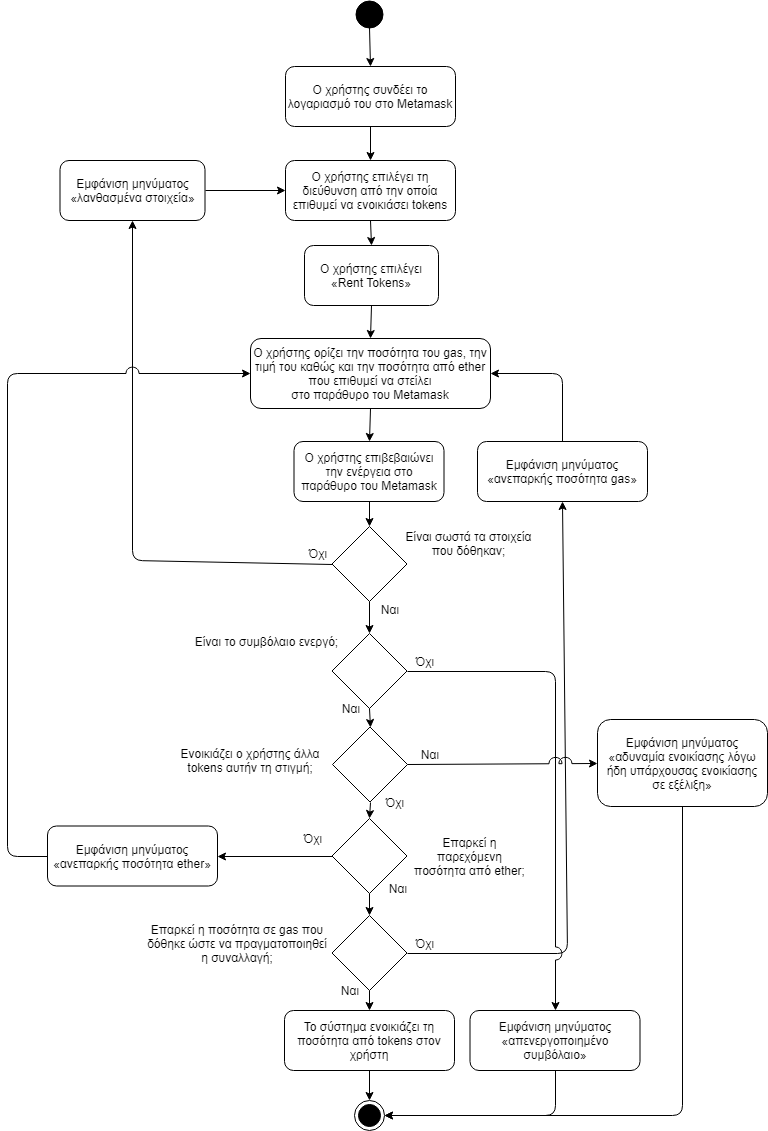 Ο χρήστης συνδέει το
λογαριασμό του στο Metamask
Εμφάνιση μηνύματος
«λανθασμένα στοιχεία»
Ο χρήστης επιλέγει τη
διεύθυνση από την οποία
επιθυμεί να ενοικιάσει tokens
Ο χρήστης επιλέγει
«Rent Tokens»
Ο χρήστης ορίζει την ποσότητα του gas, την
τιμή του καθώς και την ποσότητα από ether
που επιθυμεί να στείλει
στο παράθυρο του Metamask
Ο χρήστης επιβεβαιώνει
την ενέργεια στο
παράθυρο του Metamask
Εμφάνιση μηνύματος
«ανεπαρκής ποσότητα gas»
Είναι σωστά τα στοιχεία
που δόθηκαν;
Όχι
Ναι
Είναι το συμβόλαιο ενεργό;
Όχι
Ναι
Ενοικιάζει ο χρήστης άλλα
tokens αυτήν τη στιγμή;
Ναι
Εμφάνιση μηνύματος
«αδυναμία ενοικίασης λόγω
ήδη υπάρχουσας ενοικίασης
σε εξέλιξη»
Όχι
Εμφάνιση μηνύματος
«ανεπαρκής ποσότητα ether»
Όχι
Επαρκεί η
παρεχόμενη
ποσότητα από ether;
Ναι
Επαρκεί η ποσότητα σε gas που
δόθηκε ώστε να πραγματοποιηθεί
η συναλλαγή;
Όχι
Ναι
Το σύστημα ενοικιάζει τη
ποσότητα από tokens στον
χρήστη
Εμφάνιση μηνύματος
«απενεργοποιημένο
συμβόλαιο»